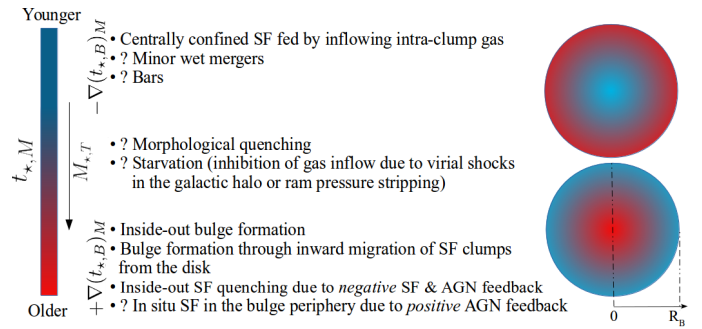 Younger
t⋆,M
Older
M⋆,T
−∇(t⋆,B)M
• Centrally confined SF fed by inflowing intra-clump gas
• ? Minor wet mergers
• ? Bars
• ? Morphological quenching
• ? Starvation (inhibition of gas inflow due to virial shocks
in the galactic halo or ram pressure stripping)
+∇(t⋆,B)M
• Inside-out bulge formation
• Bulge formation through inward migration of SF clumps
from the disk
• Inside-out SF quenching due to negative SF & AGN feedback
• ? In situ SF in the bulge periphery due to positive AGN feedback
0 R_B